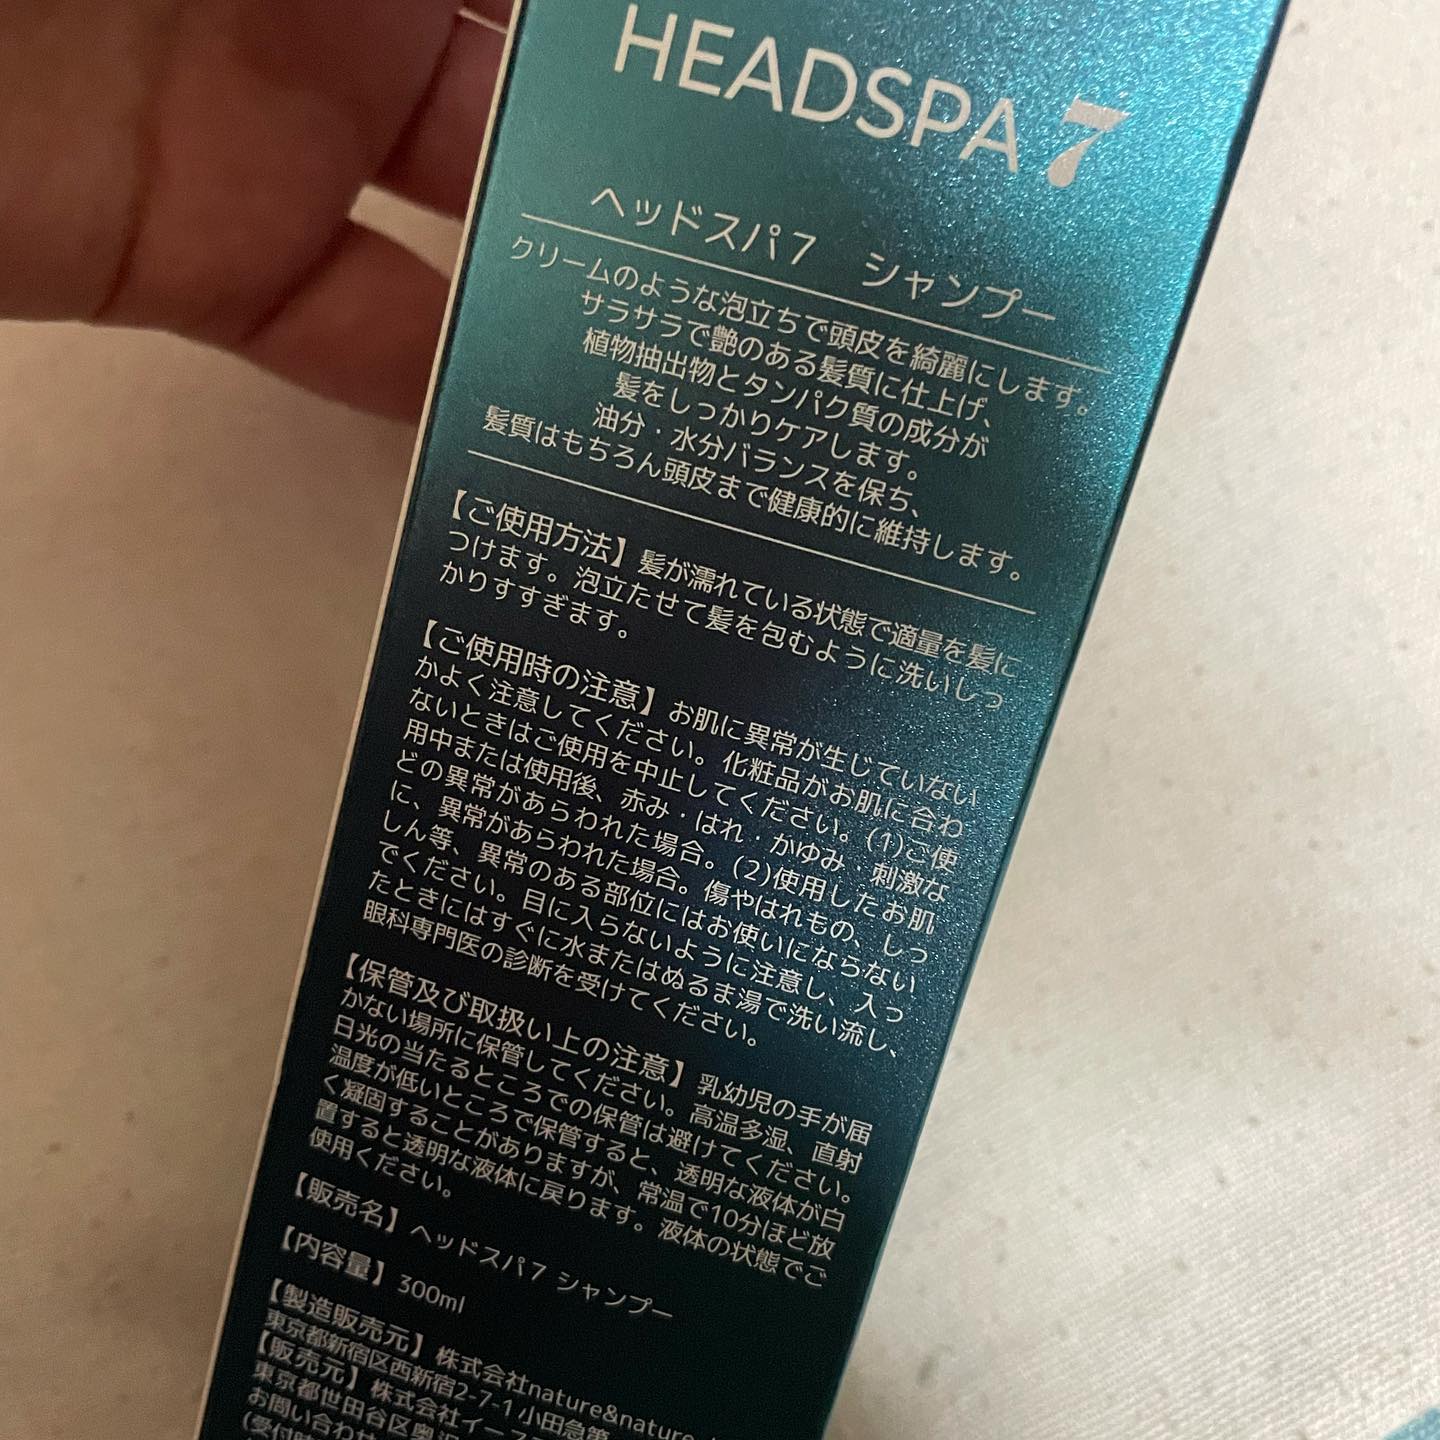 HEADSPA 7
ヘッドスパ7 シャンプー
クリームのような泡立ちで頭皮を綺麗にします。
サラサラで艶のある髪質に仕上げ、
植物抽出物とタンパク質の成分が
髪をしっかりケアします。
油分・水分バランスを保ち、
髪質はもちろん頭皮まで健康的に維持します。
【ご使用方法】髪が濡れている状態で適量を髪に
つけます。泡立たせて髪を包むように洗いしっ
かりすすぎます。
【ご使用時の注意】お肌に異常が生じていない
かよく注意してください。化粧品がお肌に合わ
ないときはご使用を中止してください。(1)ご使
用中または使用後、赤み・はれ・かゆみ・刺激な
どの異常があらわれた場合。(2)使用したお肌
に、異常があらわれた場合。傷やはれもの、しっ
しん等、異常のある部位にはお使いにならない
でください。目に入らないように注意し、入っ
たときにはすぐに水またはぬるま湯で洗い流し、
眼科専門医の診断を受けてください。
【保管及び取扱い上の注意】乳幼児の手が届
かない場所に保管してください。高温多湿、直射
日光の当たるところでの保管は避けてください。
温度が低いところで保管すると、透明な液体が白
く凝固することがありますが、常温で10分ほど放
置すると透明な液体に戻ります。液体の状態でご
使用ください。
【販売名】ヘッドスパ7 シャンプー
【内容量】300ml
【製造販売元】株式会社nature&nature
東京都新宿区西新宿2-7-1 小田急第
【販売元】株式会社イース
東京都世田谷区奥沢
お問い合わせ
(受付時